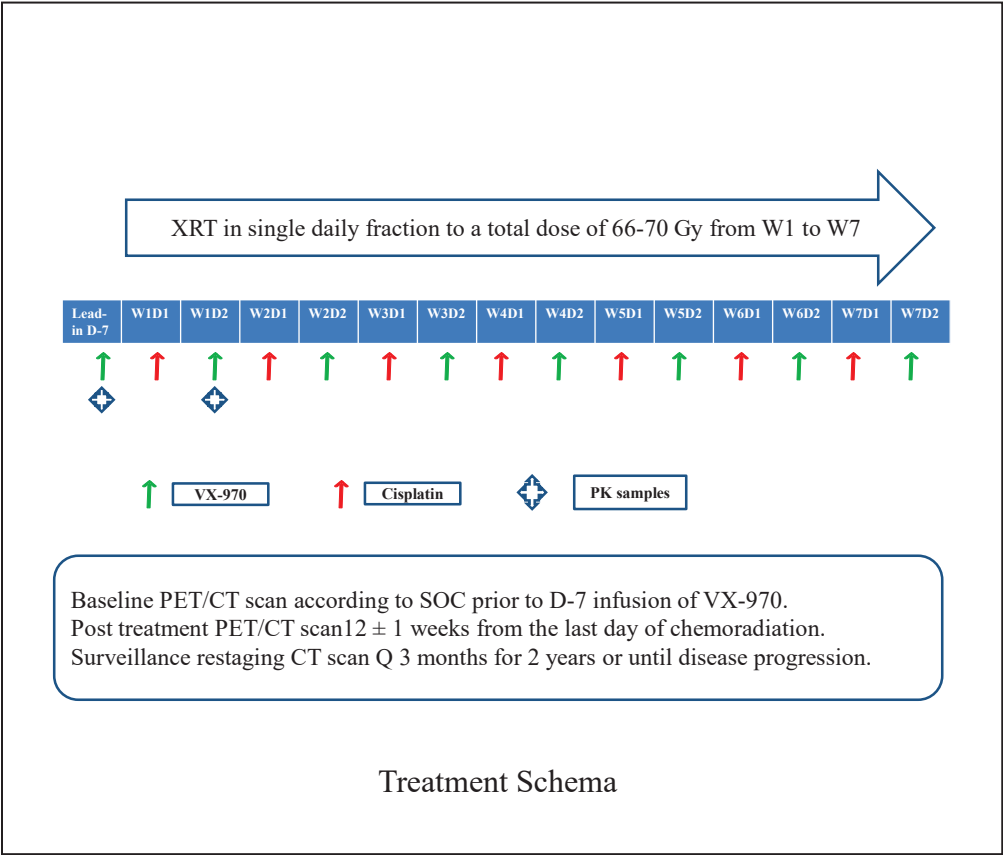 XRT in single daily fraction to a total dose of 66-70 Gy from W1 to W7
Lead-
in D-7
W1D1
W1D2
W2D1
W2D2
W3D1
W3D2
W4D1
W4D2
W5D1
W5D2
W6D1
W6D2
W7D1
W7D2
VX-970
Cisplatin
PK samples
Baseline PET/CT scan according to SOC prior to D-7 infusion of VX-970.
Post treatment PET/CT scan12 ± 1 weeks from the last day of chemoradiation.
Surveillance restaging CT scan Q 3 months for 2 years or until disease progression.
Treatment Schema